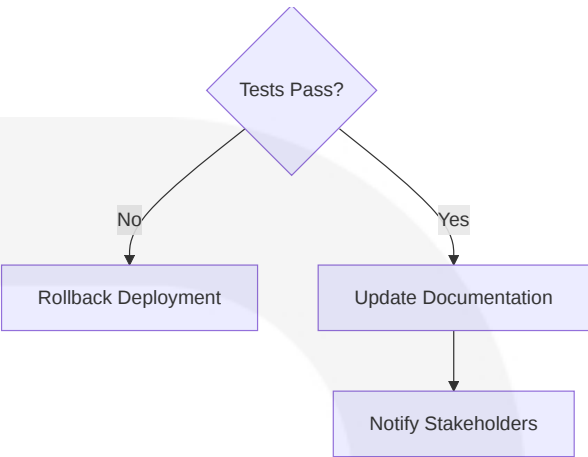 Tests Pass?
No
Yes
Rollback Deployment
Update Documentation
Notify Stakeholders